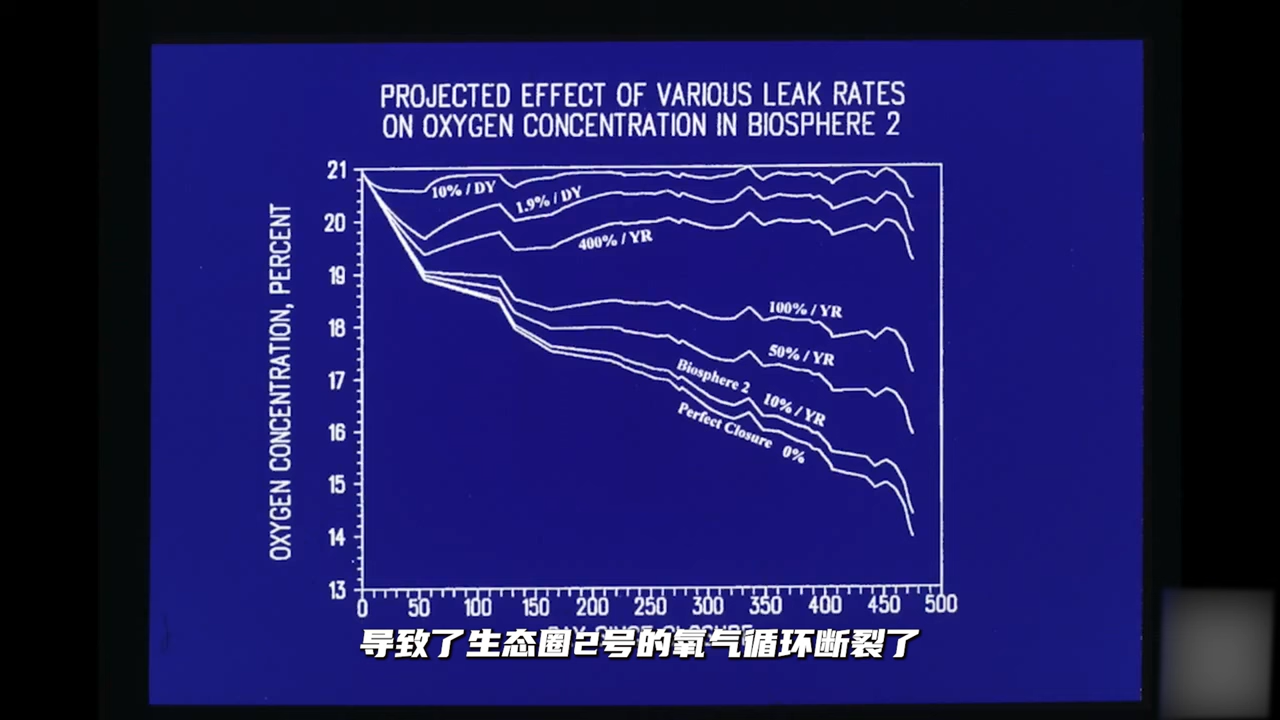 PROJECTED EFFECT OF VARIOUS LEAK RATES
ON OXYGEN CONCENTRATION IN BIOSPHERE 2
OXYGEN CONCENTRATION, PERCENT
21
20
19
18
17
16
15
14
13
10% / DY
1.9% / DY
400% / YR
100% / YR
50% / YR
Biosphere 2 10% / YR
Perfect Closure 0%
0 50 100 150 200 250 300 350 400 450 500
导致了生态圈2号的氧气循环断裂了